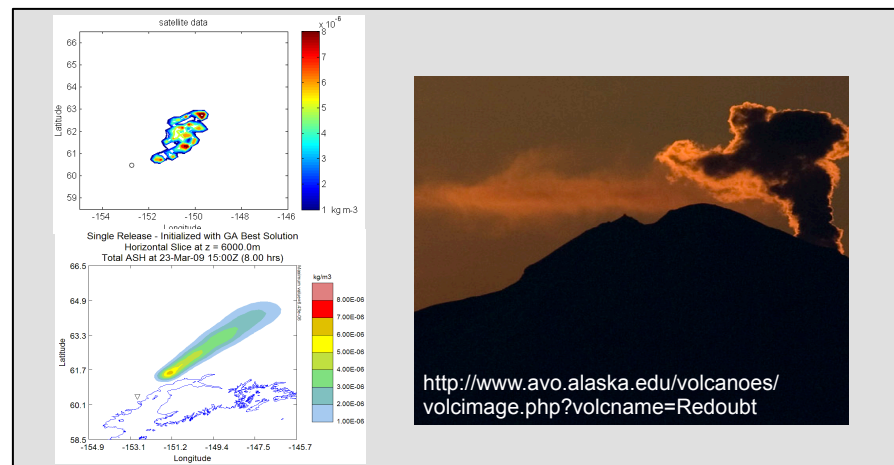 satellite data
x 10^-6
66
65
64
63
62
61
60
59
Latitude
-154 -152 -150 -148 -146
Longitude
8
7
6
5
4
3
2
1 kg m-3
Single Release - Initialized with GA Best Solution
Horizontal Slice at z = 6000.0m
Total ASH at 23-Mar-09 15:00Z (8.00 hrs)
66.5
64.9
63.3
61.7
60.1
58.5
Latitude
-154.9 -153.1 -151.2 -149.4 -147.5 -145.7
Longitude
kg/m3
8.00E-06
7.00E-06
6.00E-06
5.00E-06
4.00E-06
3.00E-06
2.00E-06
1.00E-06
http://www.avo.alaska.edu/volcanoes/
volcimage.php?volcname=Redoubt